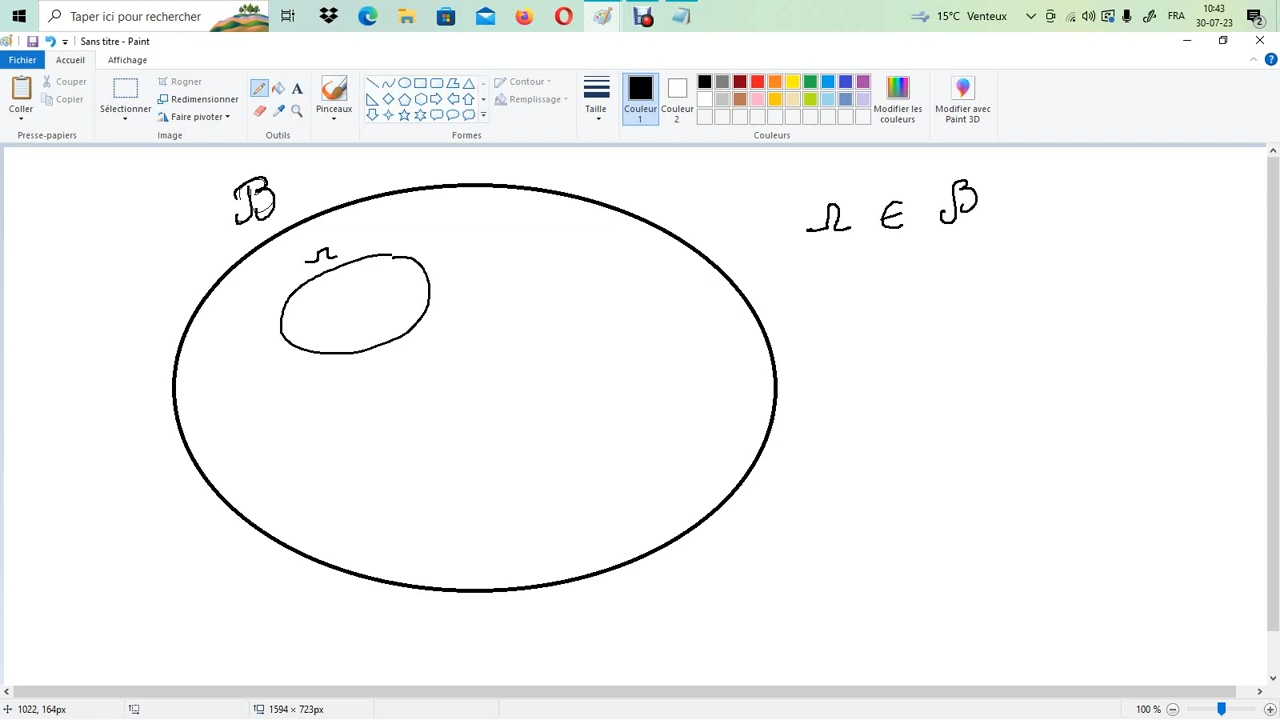 Taper ici pour rechercher
15°C Venteux
FRA
10:43
30-07-23
2
Sans titre - Paint
Fichier Accueil Affichage
Coller
Couper
Copier
Presse-papiers
Sélectionner
Rogner
Redimensionner
Faire pivoter
Image
Outils
Pinceaux
Contour
Remplissage
Formes
Taille
Couleur 1
Couleur 2
Modifier les couleurs
Couleurs
Modifier avec Paint 3D
ℬ
Ω
Ω ∈ ℬ
1022, 164px
1594 × 723px
100 %